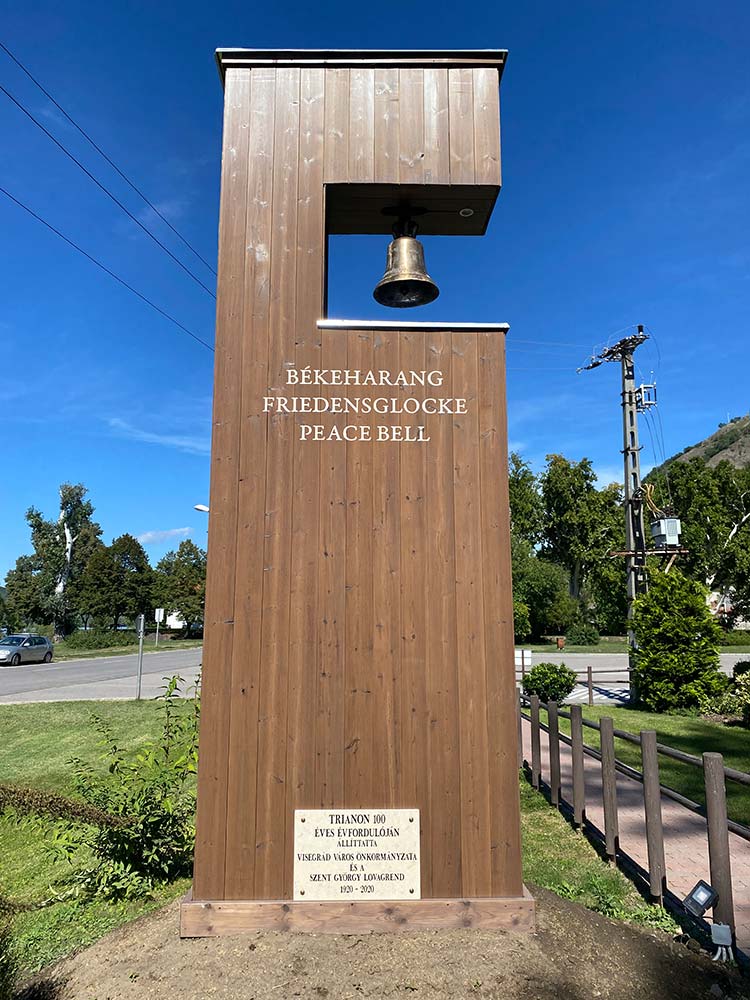 BÉKEHARANG
FRIEDENSGLOCKE
PEACE BELL
TRIANON 100
ÉVES ÉVFORDULÓJÁN
ÁLLÍTTATTA
VISEGRÁD VÁROS ÖNKORMÁNYZATA
ÉS A
SZENT GYÖRGY LOVAGREND
1920 - 2020